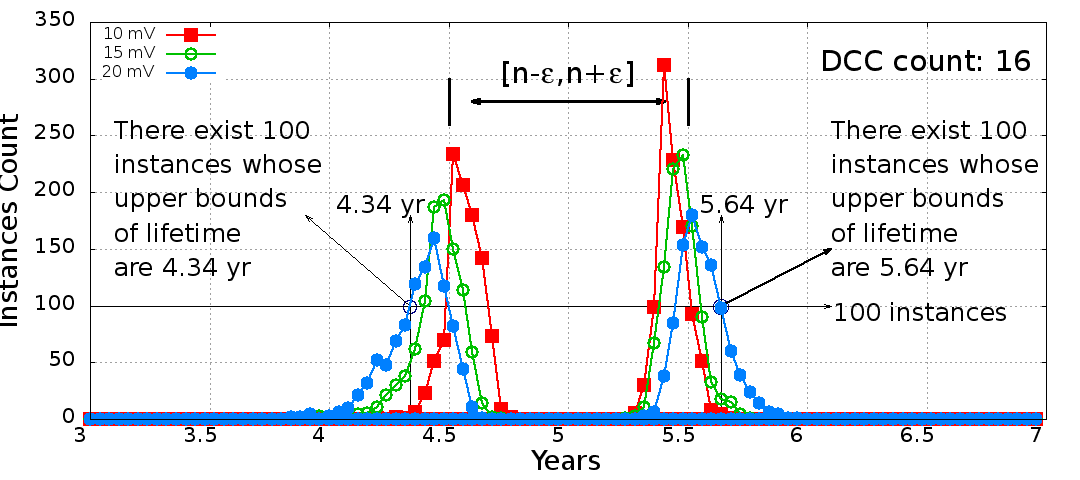 350
300
250
200
150
100
50
0
Instances Count
10 mV
15 mV
20 mV
[n-ε,n+ε]
DCC count: 16
There exist 100
instances whose
upper bounds
of lifetime
are 4.34 yr
4.34 yr
5.64 yr
There exist 100
instances whose
upper bounds
of lifetime
are 5.64 yr
100 instances
3 3.5 4 4.5 5 5.5 6 6.5 7
Years